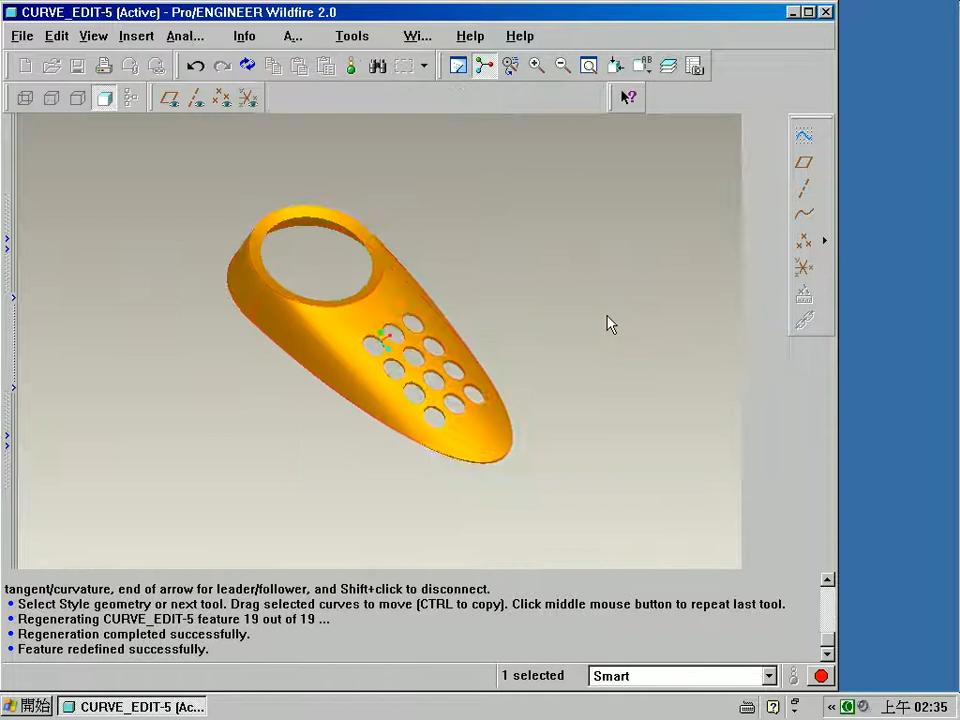 CURVE_EDIT-5 (Active) - Pro/ENGINEER Wildfire 2.0
File Edit View Insert Anal... Info A... Tools Wi... Help Help
tangent/curvature, end of arrow for leader/follower, and Shift+click to disconnect.
• Select Style geometry or next tool. Drag selected curves to move (CTRL to copy). Click middle mouse button to repeat last tool.
• Regenerating CURVE_EDIT-5 feature 19 out of 19 ...
• Regeneration completed successfully.
• Feature redefined successfully.
1 selected Smart
開始 CURVE_EDIT-5 (Ac... « 上午 02:35